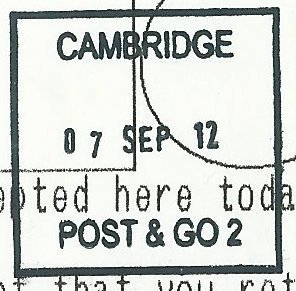 CAMBRIDGE
07 SEP 12
here
POST & GO 2
that you